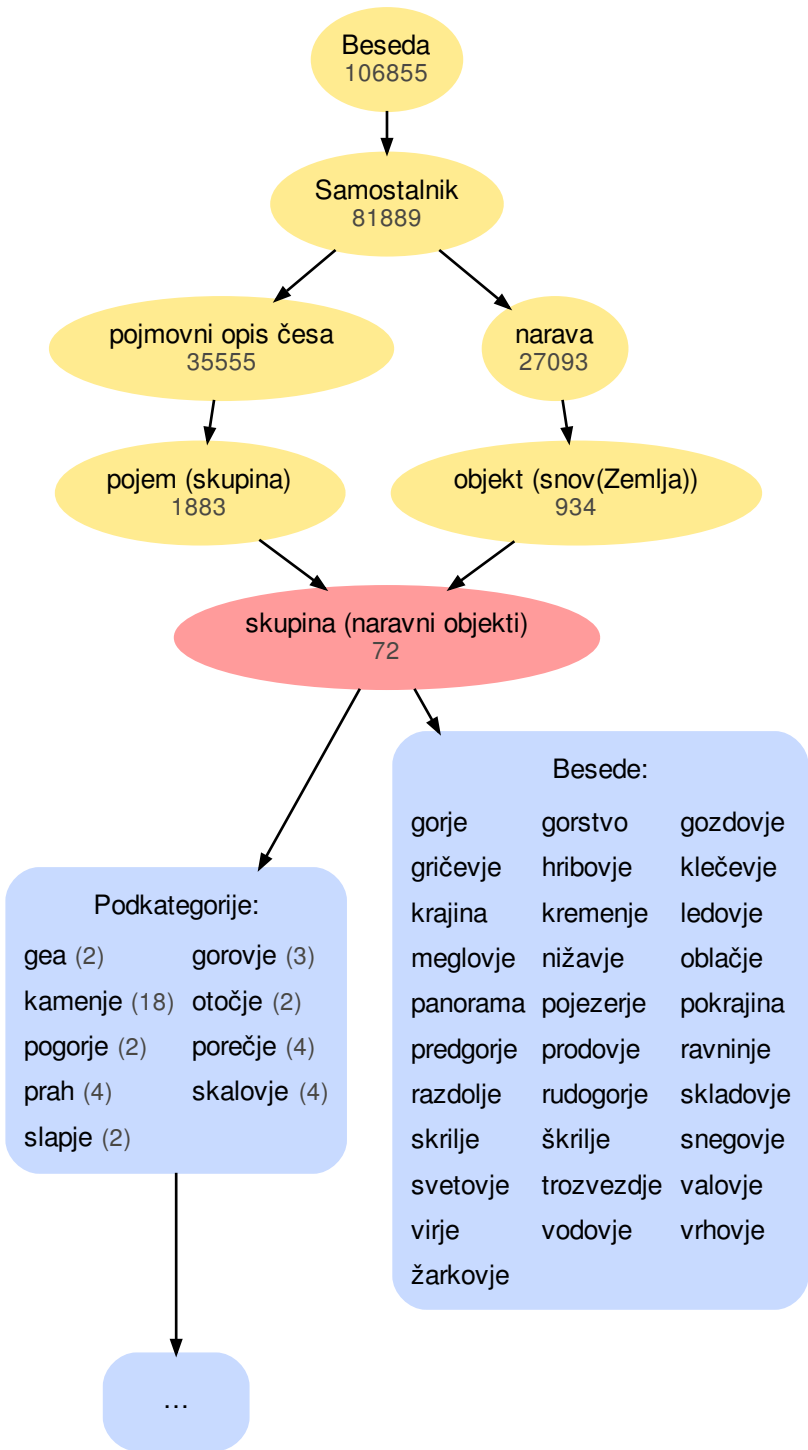 Beseda
106855
Samostalnik
81889
pojmovni opis česa
35555
narava
27093
pojem (skupina)
1883
objekt (snov(Zemlja))
934
skupina (naravni objekti)
72
Besede:
gorje gorstvo gozdovje
gričevje hribovje klečevje
krajina kremenje ledovje
meglovje nižavje oblačje
panorama pojezerje pokrajina
predgorje prodovje ravninje
razdolje rudogorje skladovje
skrilje škrilje snegovje
svetovje trozvezdje valovje
virje vodovje vrhovje
žarkovje
Podkategorije:
gea (2) gorovje (3)
kamenje (18) otočje (2)
pogorje (2) porečje (4)
prah (4) skalovje (4)
slapje (2)
...